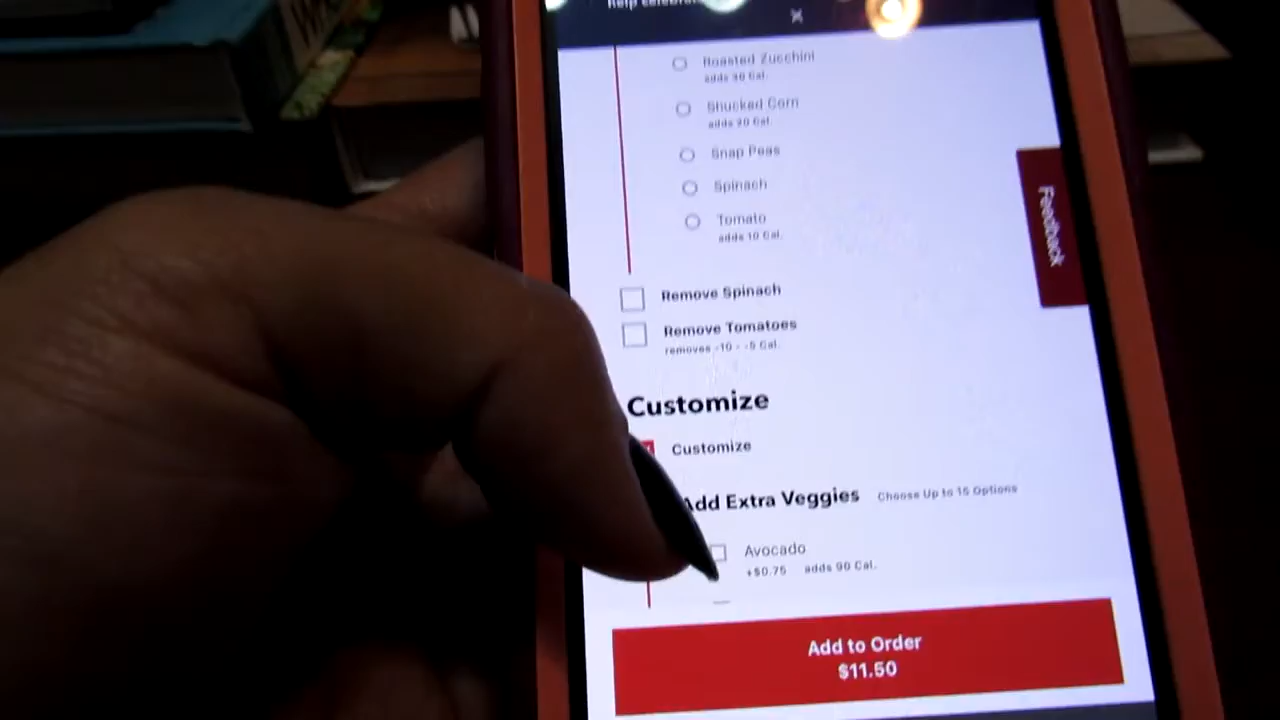 Help celebr
Roasted Zucchini
adds 30 Cal.
Shucked Corn
adds 20 Cal.
Snap Peas
Spinach
Tomato
adds 10 Cal.
Feedback
Remove Spinach
Remove Tomatoes
removes -10 - -5 Cal.
Customize
Customize
Add Extra Veggies Choose Up to 15 Options
Avocado
+$0.75 adds 90 Cal.
Add to Order
$11.50